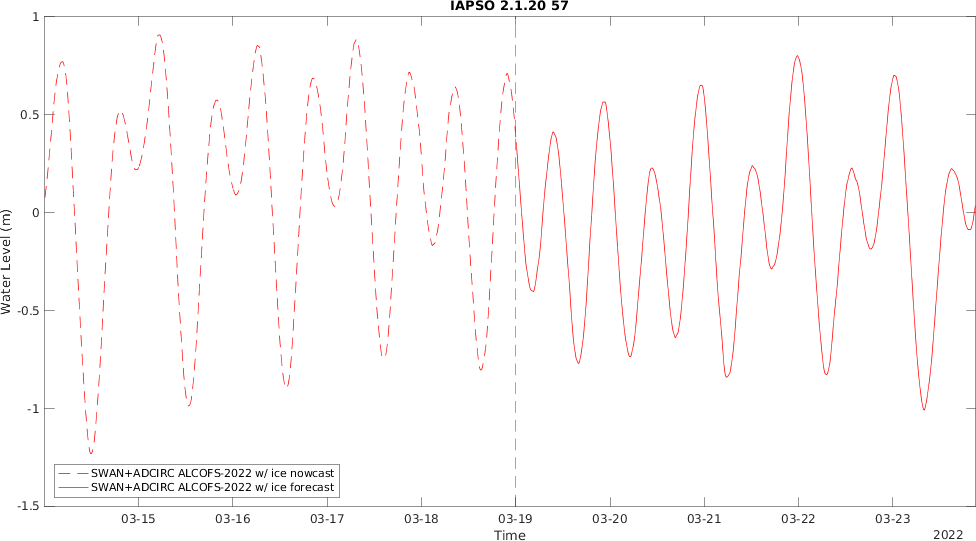 IAPSO 2.1.20 57
1
0.5
0
-0.5
-1
-1.5
Water Level (m)
SWAN+ADCIRC ALCOFS-2022 w/ ice nowcast
SWAN+ADCIRC ALCOFS-2022 w/ ice forecast
03-15 03-16 03-17 03-18 03-19 03-20 03-21 03-22 03-23
Time
2022